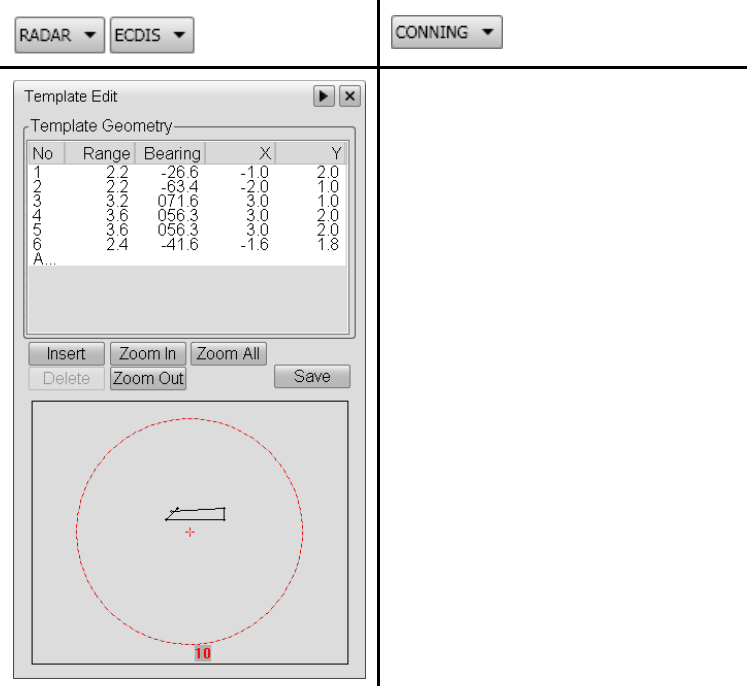 RADAR ECDIS CONNING
Template Edit
Template Geometry
No Range Bearing X Y
1 2.2 -26.6 -1.0 2.0
2 2.2 -63.4 -2.0 1.0
3 3.2 071.6 3.0 1.0
4 3.6 056.3 3.0 2.0
5 3.6 056.3 3.0 2.0
6 2.4 -41.6 -1.6 1.8
A...
Insert Zoom In Zoom All
Delete Zoom Out Save
10